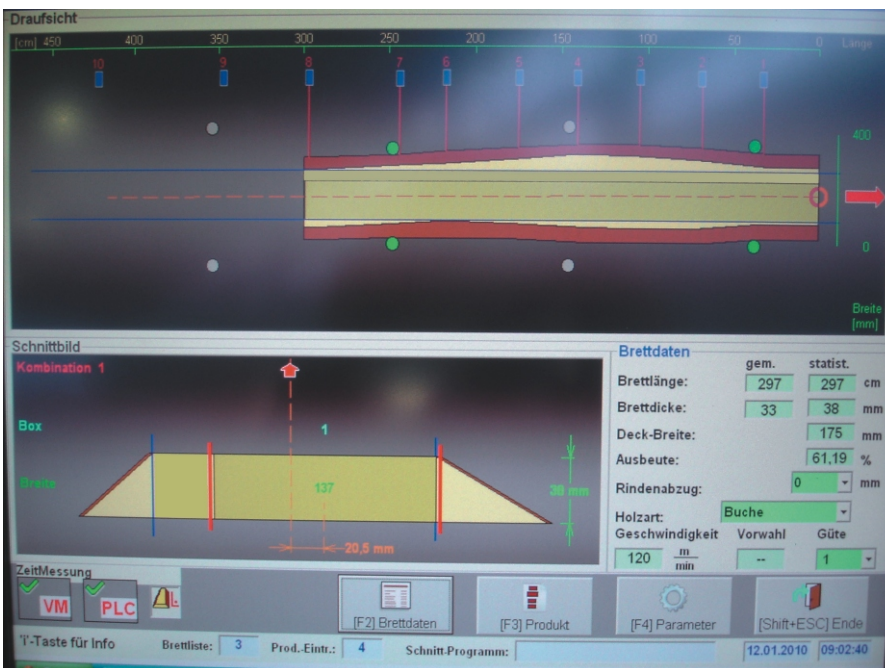 Draufsicht
[cm] 450 400 350 300 250 200 150 100 50 0 Länge
10 9 8 7 6 5 4 3 2 1
400
0
Breite
[mm]
Schnittbild
Kombination 1
Box
1
Breite
137
38 mm
20,5 mm
Brettdaten
gem. statist.
Brettlänge: 297 297 cm
Brettdicke: 33 38 mm
Deck-Breite: 175 mm
Ausbeute: 61,19 %
Rindenabzug: 0 mm
Holzart: Buche
Geschwindigkeit Vorwahl Güte
120 m/min -- 1
ZeitMessung
VM PLC L
[F2] Brettdaten [F3] Produkt [F4] Parameter [Shift+ESC] Ende
'i'-Taste für Info Brettliste: 3 Prod.-Eintr.: 4 Schnitt-Programm: 12.01.2010 09:02:40